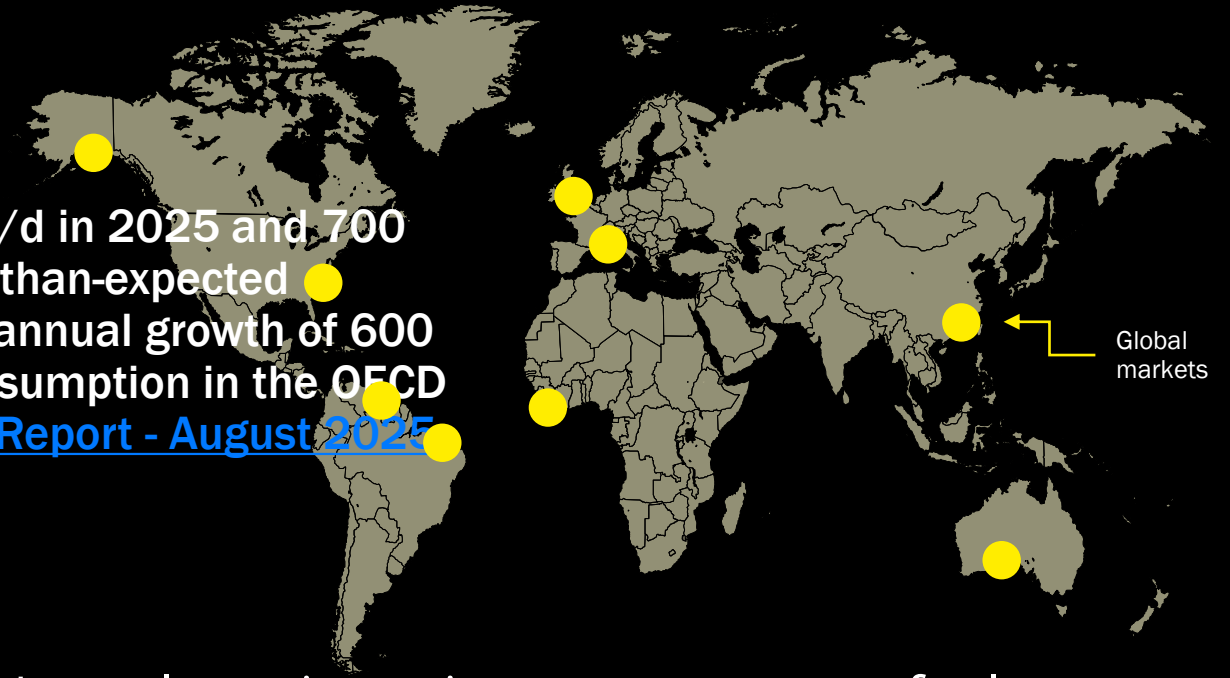 /d in 2025 and 700
than-expected
annual growth of 600
sumption in the OECD
Report - August 2025
Global
markets